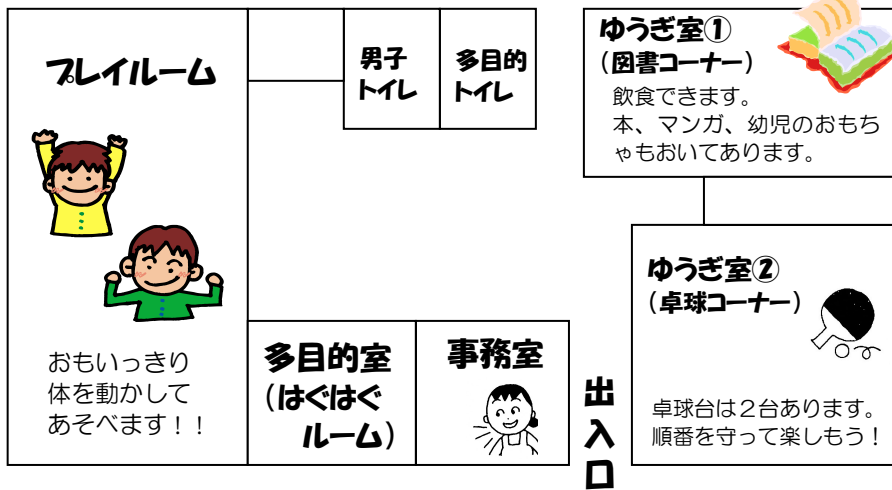 プレイルーム
おもいっきり
体を動かして
あそべます！！
男子
トイレ
多目的
トイレ
ゆうぎ室①
（図書コーナー）
飲食できます。
本、マンガ、幼児のおもち
ゃもおいてあります。
ゆうぎ室②
（卓球コーナー）
卓球台は２台あります。
順番を守って楽しもう！
多目的室
（はぐはぐ
ルーム）
事務室
出入口